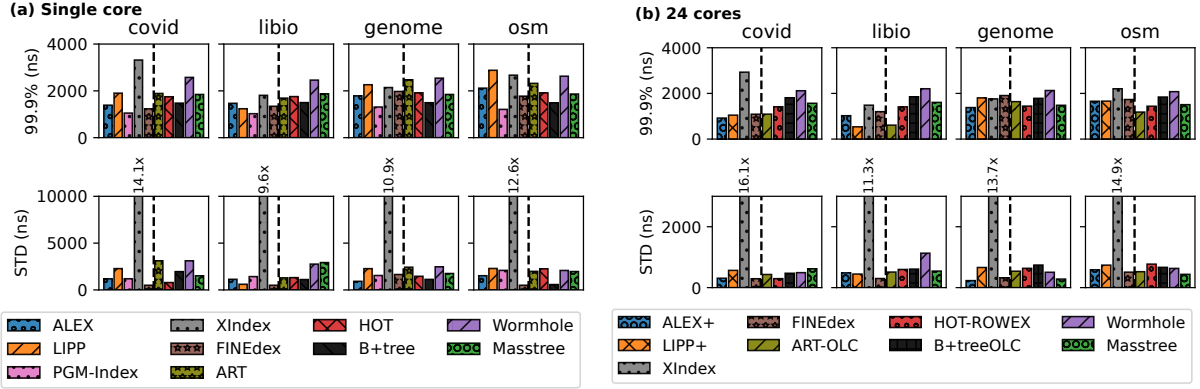 (a) Single core
covid libio genome osm
99.9% (ns)
4000
2000
0
14.1x 9.6x 10.9x 12.6x
STD (ns)
10000
5000
0
ALEX XIndex HOT Wormhole
LIPP FINEdex B+tree Masstree
PGM-Index ART
(b) 24 cores
covid libio genome osm
99.9% (ns)
4000
2000
0
16.1x 11.3x 13.7x 14.9x
STD (ns)
2000
0
ALEX+ FINEdex HOT-ROWEX Wormhole
LIPP+ ART-OLC B+treeOLC Masstree
XIndex